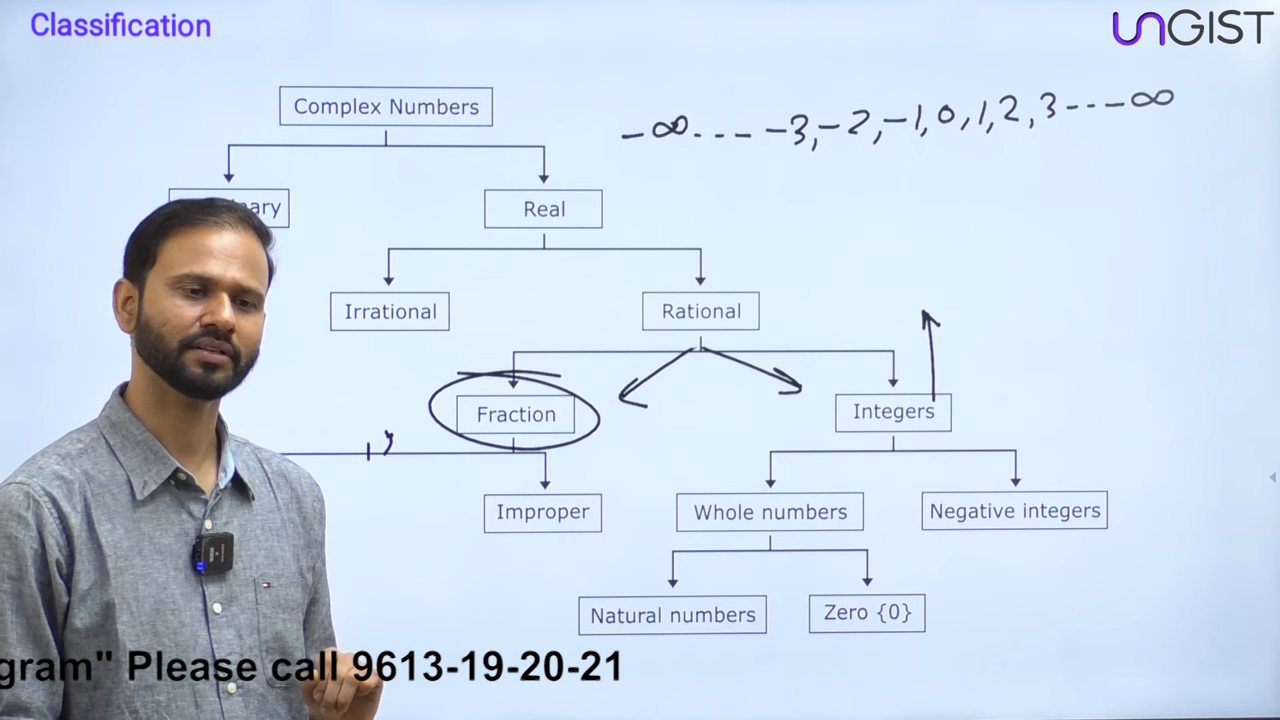 Classification
UNGIST
Complex Numbers
-∞.--- -3,-2,-1,0,1,2,3----∞
Real
Irrational
Rational
Fraction
Integers
Improper
Whole numbers
Negative integers
Natural numbers
Zero {0}
" Please call 9613-19-20-21